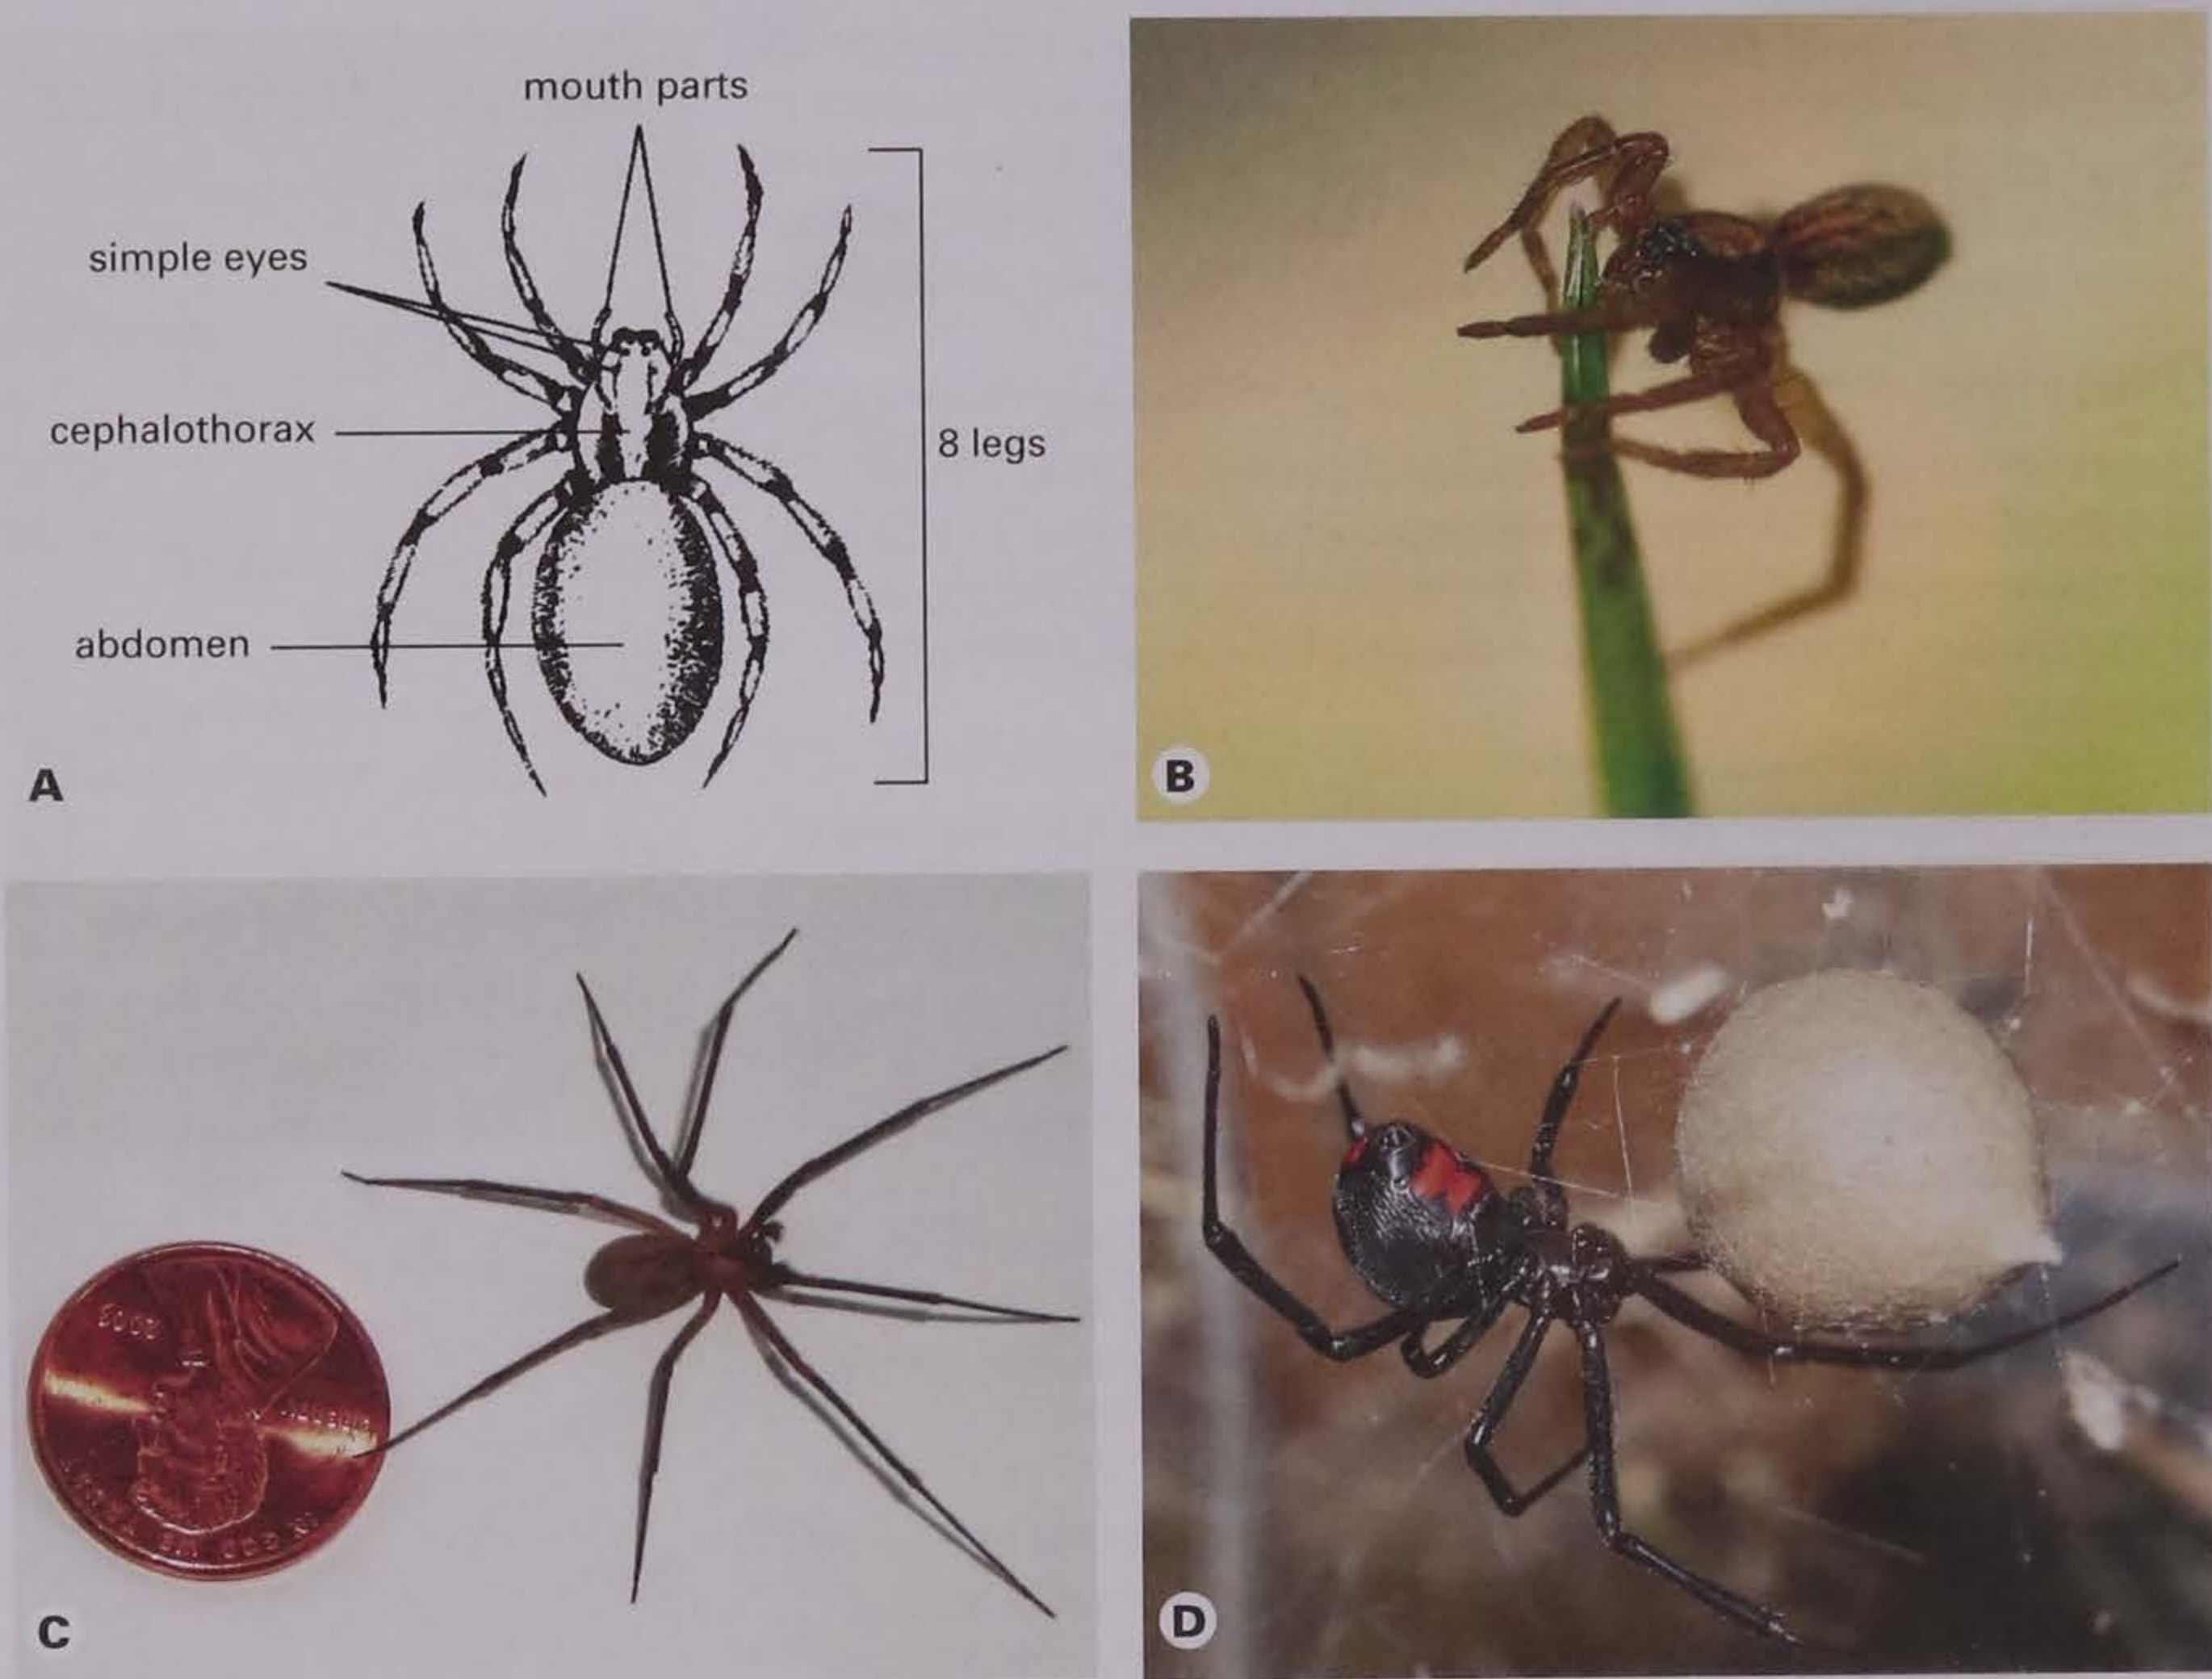 mouth parts
simple eyes
cephalothorax
8 legs
abdomen
A
B
C
D